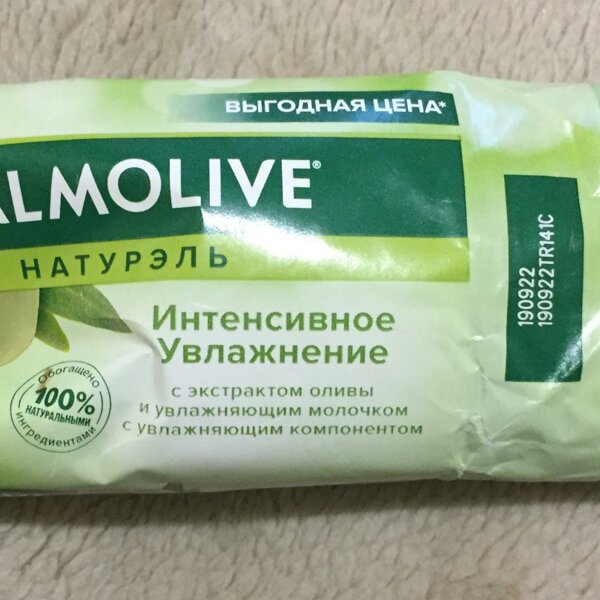 ВЫГОДНАЯ ЦЕНА*
ALMOLIVE®
НАТУРЭЛЬ
Интенсивное
Увлажнение
с экстрактом оливы
и увлажняющим молочком
с увлажняющим компонентом
Обогащено
100%
НАТУРАЛЬНЫМИ
ингредиентами
190922
190922TR141C